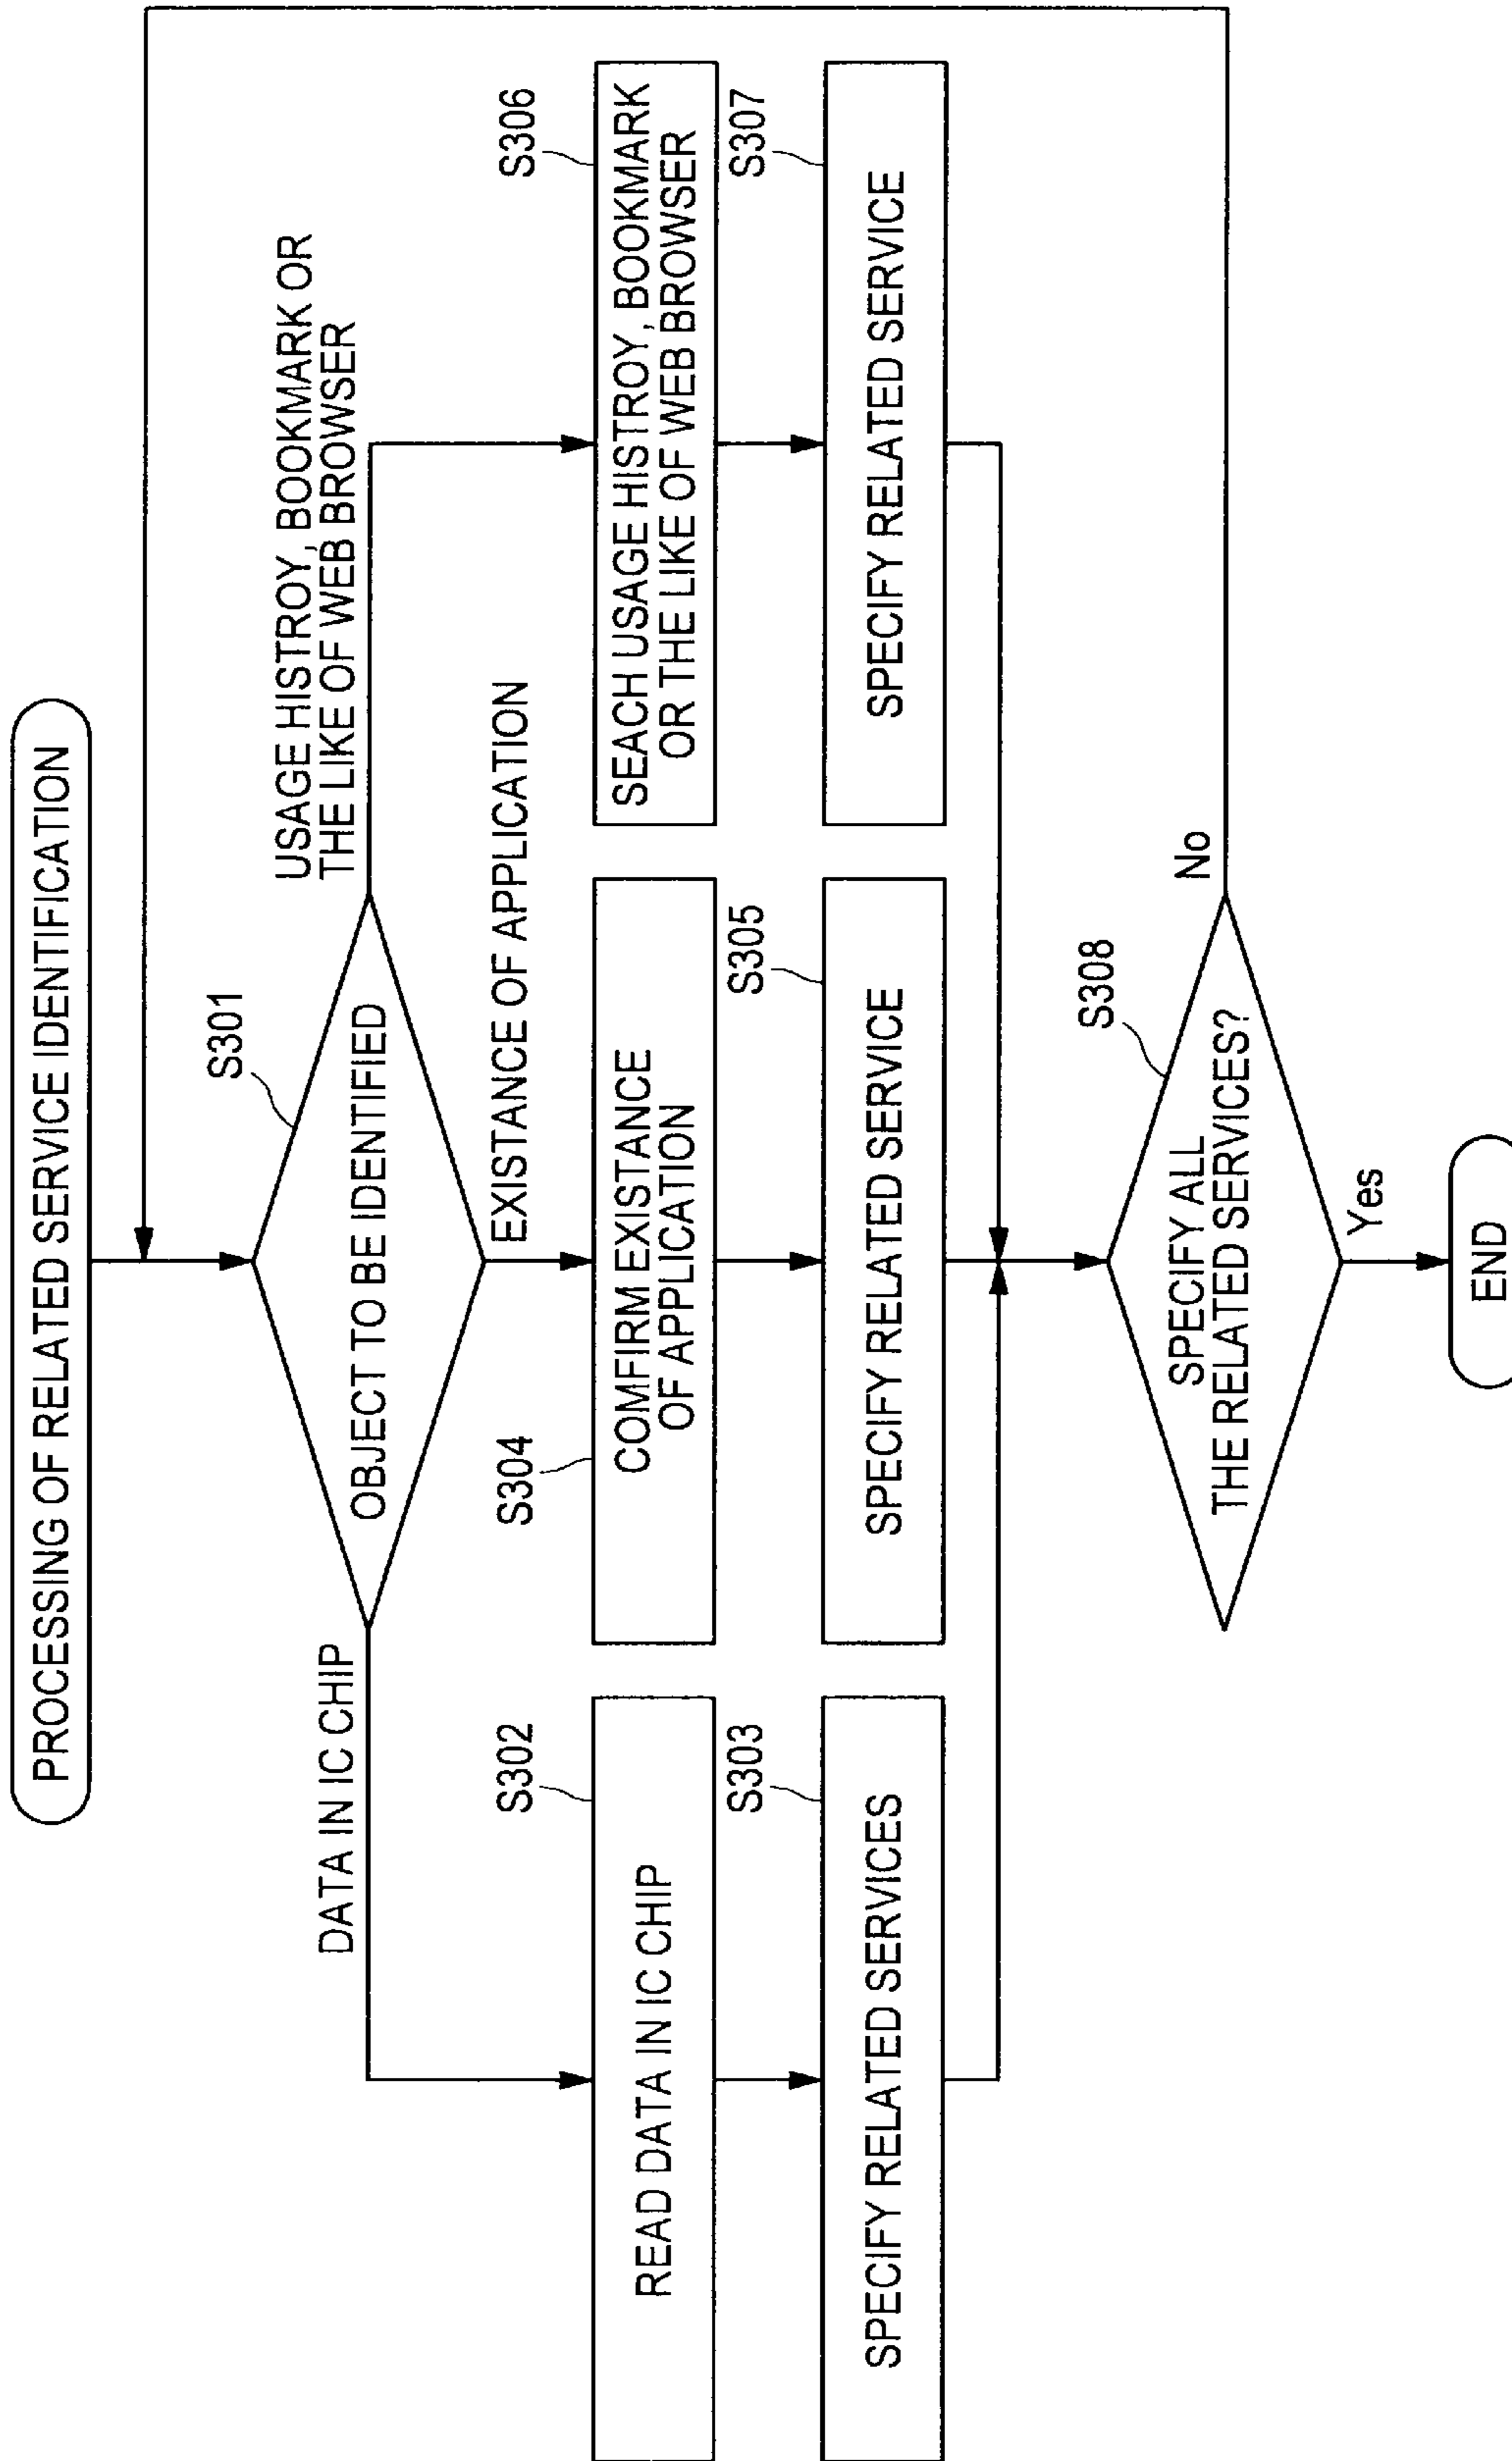 PROCESSING OF RELATED SERVICE IDENTIFICATION
S301
OBJECT TO BE IDENTIFIED
DATA IN IC CHIP
EXISTANCE OF APPLICATION
USAGE HISTROY, BOOKMARK OR
THE LIKE OF WEB BROWSER
S302
READ DATA IN IC CHIP
S304
COMFIRM EXISTANCE
OF APPLICATION
S306
SEACH USAGE HISTROY, BOOKMARK
OR THE LIKE OF WEB BROWSER
S303
SPECIFY RELATED SERVICES
S305
SPECIFY RELATED SERVICE
S307
SPECIFY RELATED SERVICE
S308
SPECIFY ALL
THE RELATED SERVICES?
No
Yes
END